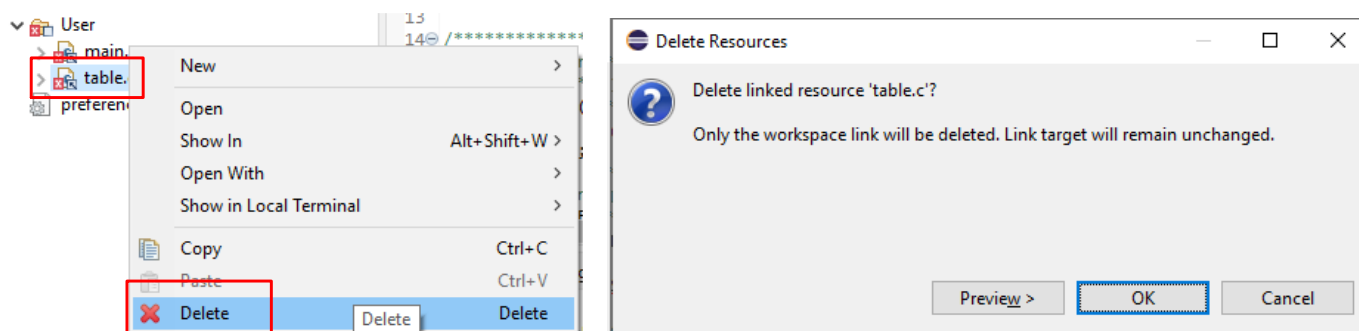 User
main.
table.
preferen
13
14 /*************
New
Open
Show In Alt+Shift+W >
Open With
Show in Local Terminal
Copy Ctrl+C
Paste Ctrl+V
Delete Delete
Delete
Delete Resources
Delete linked resource 'table.c'?
Only the workspace link will be deleted. Link target will remain unchanged.
Preview >
OK
Cancel